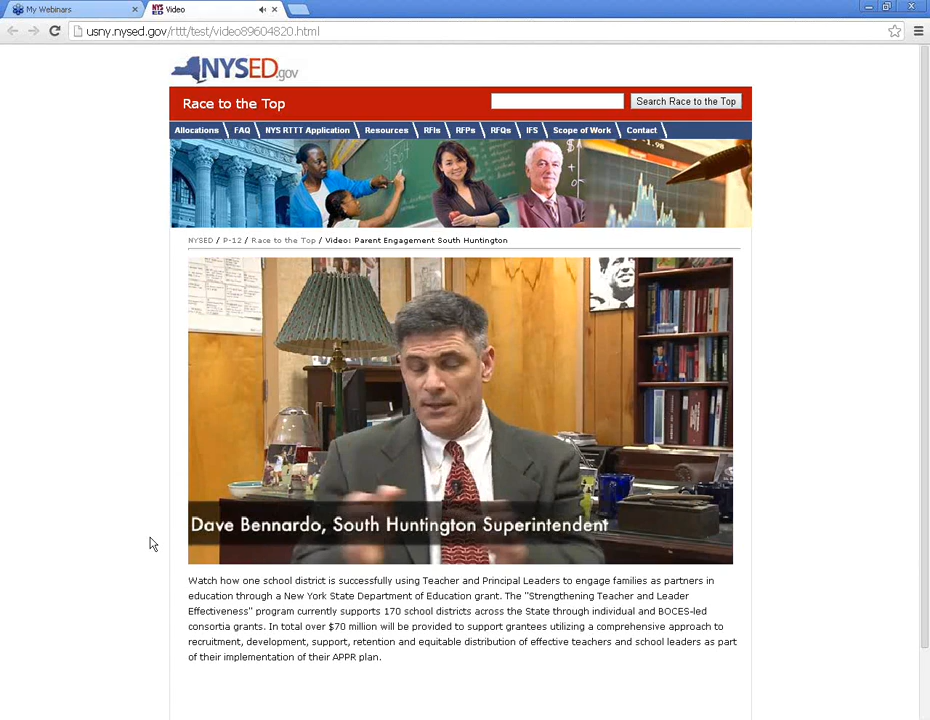 My Webinars
NYS ED Video
usny.nysed.gov/rttt/test/video89604820.html
NYSED.gov
Race to the Top
Search Race to the Top
Allocations FAQ NYS RTTT Application Resources RFIs RFPs RFQs IFS Scope of Work Contact
-1.98
NYSED / P-12 / Race to the Top / Video: Parent Engagement South Huntington
Dave Bennardo, South Huntington Superintendent
Watch how one school district is successfully using Teacher and Principal Leaders to engage families as partners in
education through a New York State Department of Education grant. The "Strengthening Teacher and Leader
Effectiveness" program currently supports 170 school districts across the State through individual and BOCES-led
consortia grants. In total over $70 million will be provided to support grantees utilizing a comprehensive approach to
recruitment, development, support, retention and equitable distribution of effective teachers and school leaders as part
of their implementation of their APPR plan.